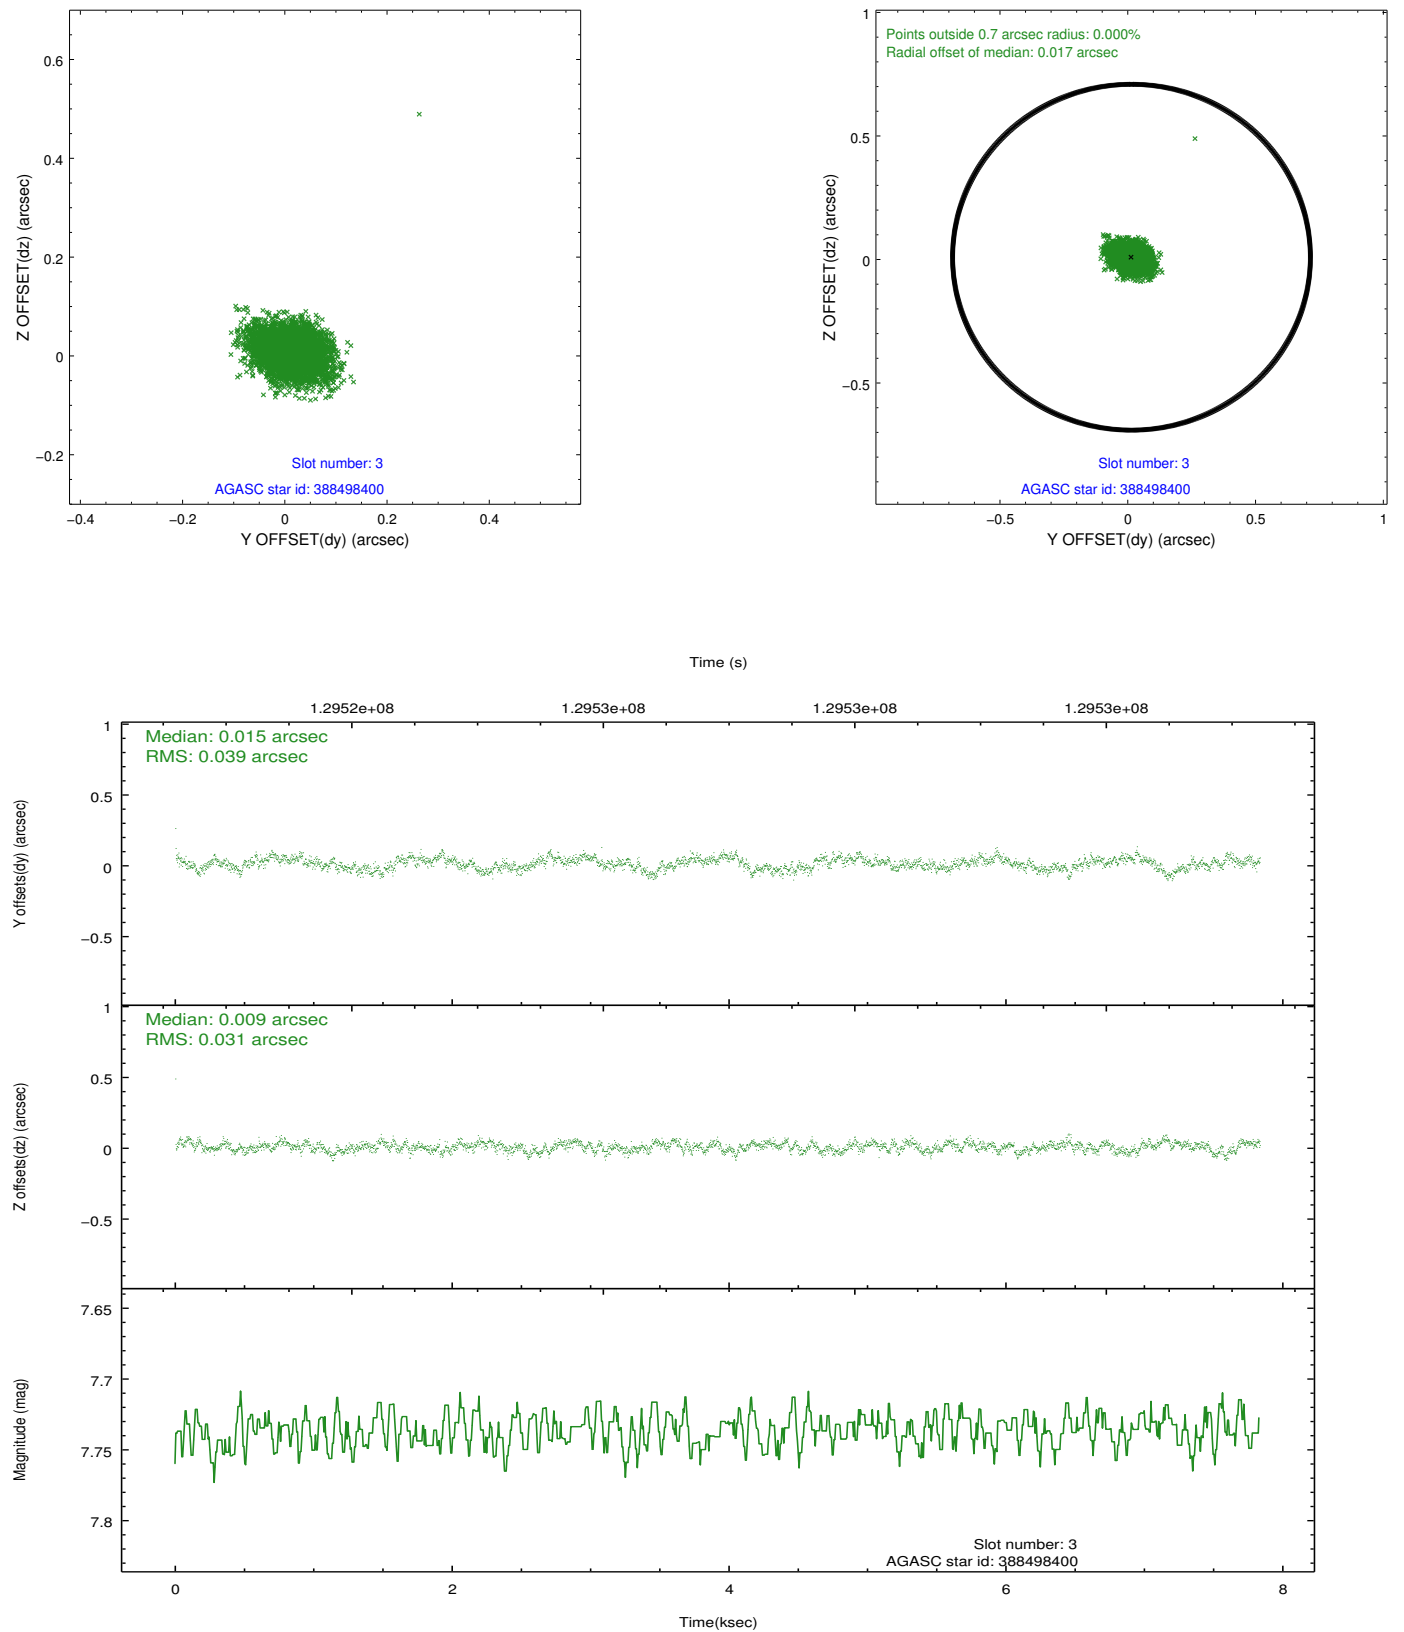 0.6
0.4
0.2
0
−0.2
Z OFFSET(dz) (arcsec)
Slot number: 3
AGASC star id: 388498400
−0.4 −0.2 0 0.2 0.4
Y OFFSET(dy) (arcsec)
1
0.5
0
−0.5
Z OFFSET(dz) (arcsec)
Points outside 0.7 arcsec radius: 0.000%
Radial offset of median: 0.017 arcsec
Slot number: 3
AGASC star id: 388498400
−0.5 0 0.5 1
Y OFFSET(dy) (arcsec)
Time (s)
1.2952e+08 1.2953e+08 1.2953e+08 1.2953e+08
1
0.5
0
−0.5
Y offsets(dy) (arcsec)
Median: 0.015 arcsec
RMS: 0.039 arcsec
1
0.5
0
−0.5
Z offsets(dz) (arcsec)
Median: 0.009 arcsec
RMS: 0.031 arcsec
7.65
7.7
7.75
7.8
Magnitude (mag)
Slot number: 3
AGASC star id: 388498400
0 2 4 6 8
Time(ksec)